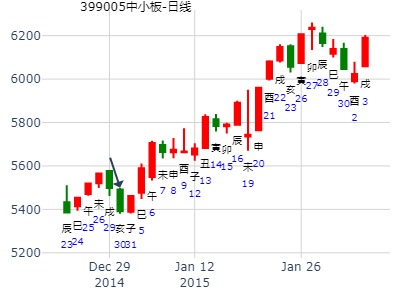 399005中小板-日线
6200
6000
5800
5600
5400
5200
辰
23
巳
24
午
25
未
26
戌
29
亥
30
子
31
巳
5
午
6
未
7
申
8
酉
9
子
12
丑
13
寅
14
卯
15
辰
16
未
19
申
20
酉
21
戌
22
亥
23
寅
26
卯
27
辰
28
巳
29
午
30
酉
2
戌
3
Dec 29
2014
Jan 12
2015
Jan 26